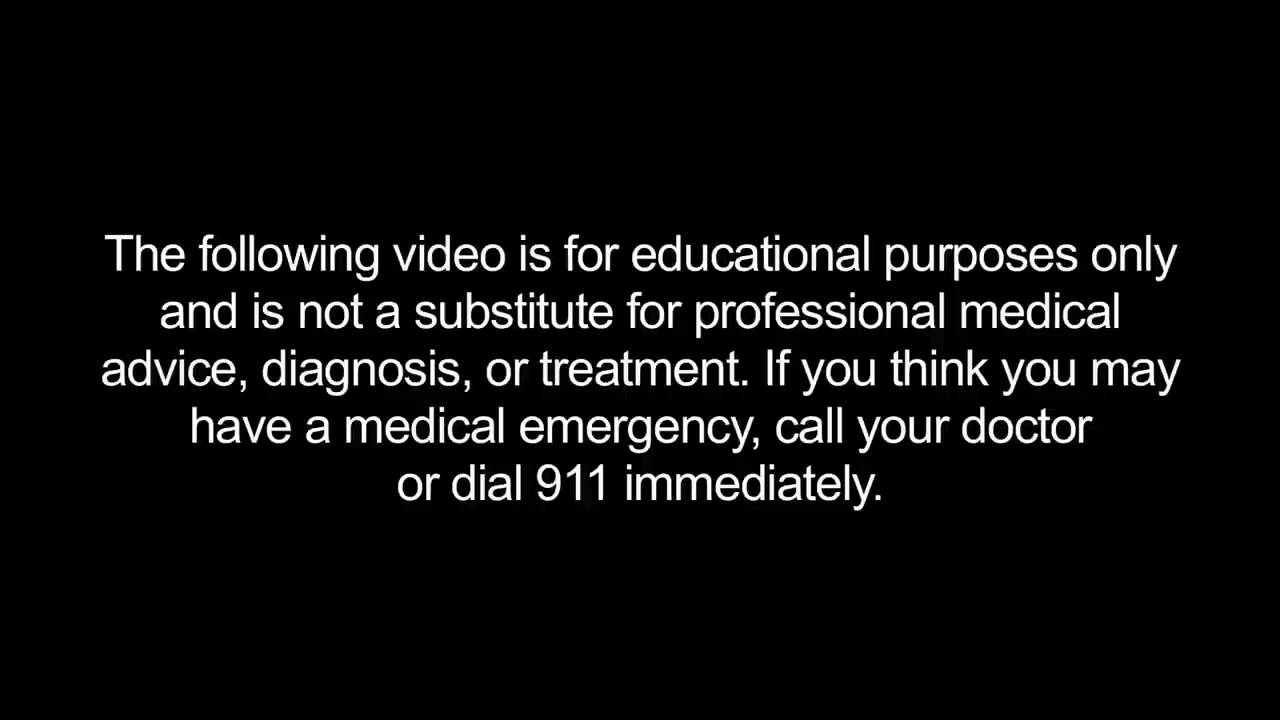 The following video is for educational purposes only
and is not a substitute for professional medical
advice, diagnosis, or treatment. If you think you may
have a medical emergency, call your doctor
or dial 911 immediately.